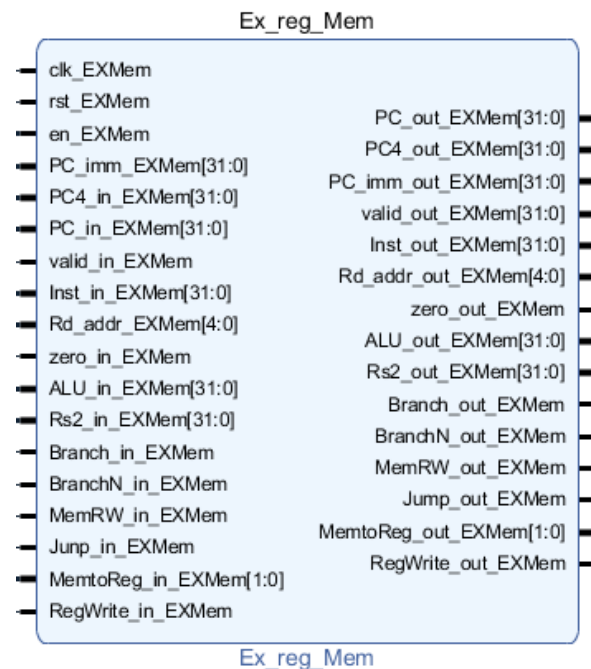 Ex_reg_Mem
clk_EXMem
rst_EXMem
en_EXMem
PC_imm_EXMem[31:0]
PC4_in_EXMem[31:0]
PC_in_EXMem[31:0]
valid_in_EXMem
Inst_in_EXMem[31:0]
Rd_addr_EXMem[4:0]
zero_in_EXMem
ALU_in_EXMem[31:0]
Rs2_in_EXMem[31:0]
Branch_in_EXMem
BranchN_in_EXMem
MemRW_in_EXMem
Junp_in_EXMem
MemtoReg_in_EXMem[1:0]
RegWrite_in_EXMem
PC_out_EXMem[31:0]
PC4_out_EXMem[31:0]
PC_imm_out_EXMem[31:0]
valid_out_EXMem[31:0]
Inst_out_EXMem[31:0]
Rd_addr_out_EXMem[4:0]
zero_out_EXMem
ALU_out_EXMem[31:0]
Rs2_out_EXMem[31:0]
Branch_out_EXMem
BranchN_out_EXMem
MemRW_out_EXMem
Jump_out_EXMem
MemtoReg_out_EXMem[1:0]
RegWrite_out_EXMem
Ex_reg_Mem